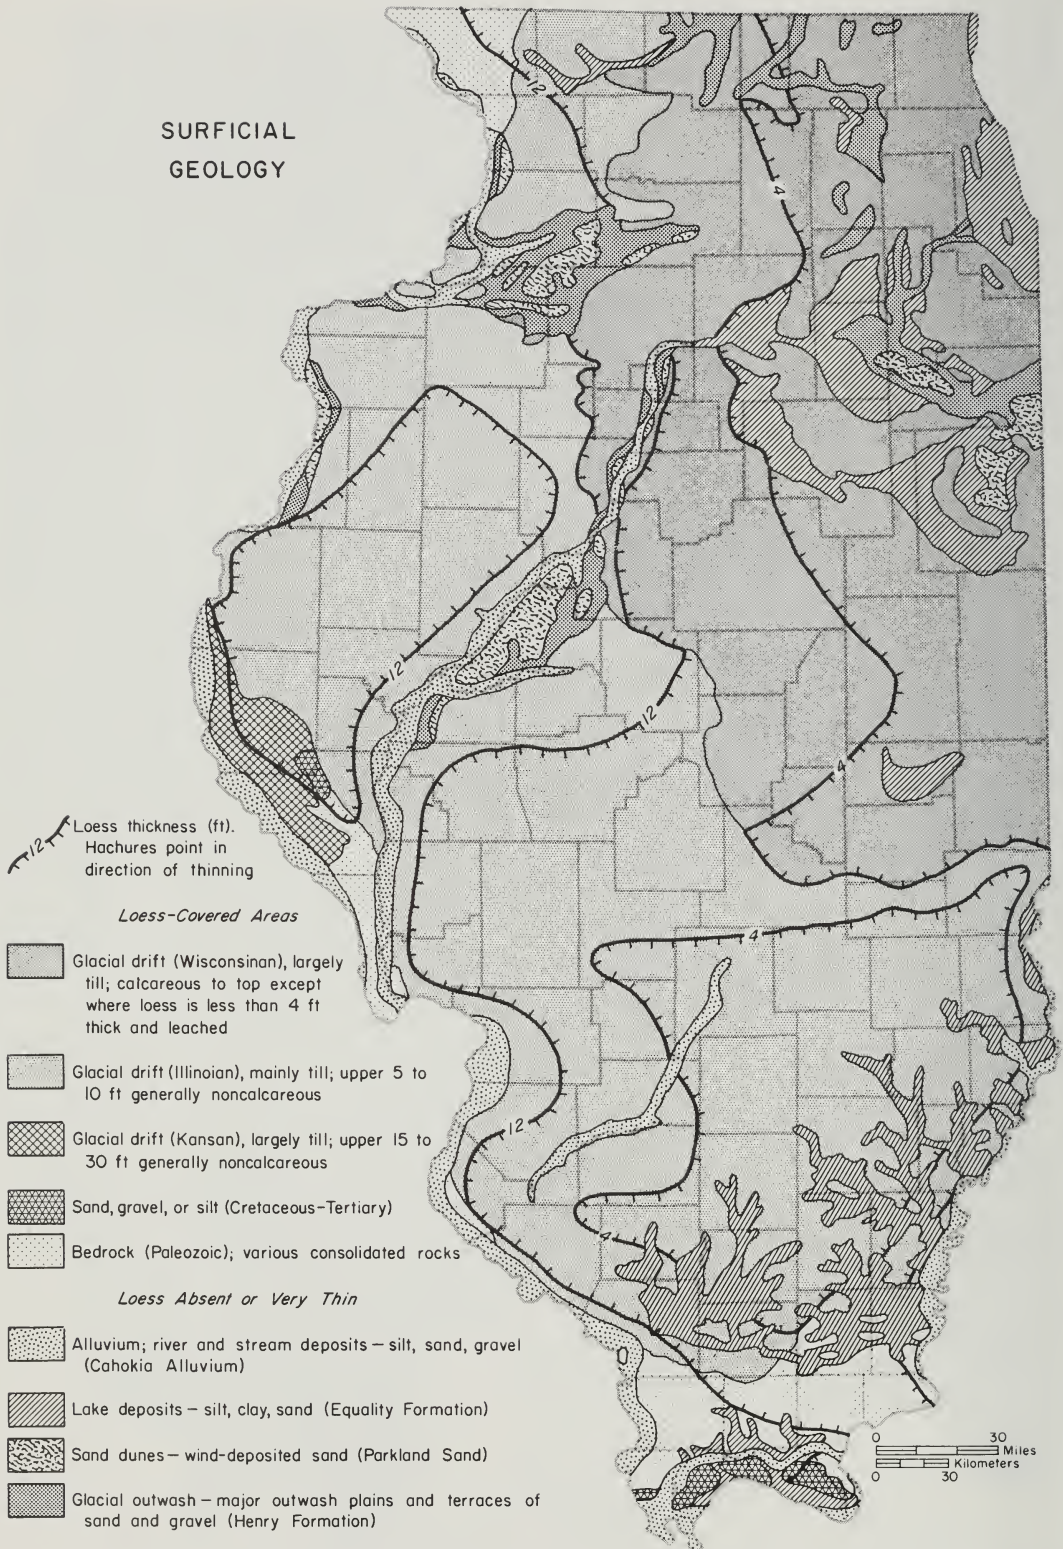 SURFICIAL
GEOLOGY
12
4
12
12
4
4
12
4
12
Loess thickness (ft).
Hachures point in
direction of thinning
Loess-Covered Areas
Glacial drift (Wisconsinan), largely
till; calcareous to top except
where loess is less than 4 ft
thick and leached
Glacial drift (Illinoian), mainly till; upper 5 to
10 ft generally noncalcareous
Glacial drift (Kansan), largely till; upper 15 to
30 ft generally noncalcareous
Sand, gravel, or silt (Cretaceous-Tertiary)
Bedrock (Paleozoic); various consolidated rocks
Loess Absent or Very Thin
Alluvium; river and stream deposits – silt, sand, gravel
(Cahokia Alluvium)
Lake deposits – silt, clay, sand (Equality Formation)
Sand dunes – wind-deposited sand (Parkland Sand)
Glacial outwash – major outwash plains and terraces of
sand and gravel (Henry Formation)
0 30
Miles
Kilometers
0 30